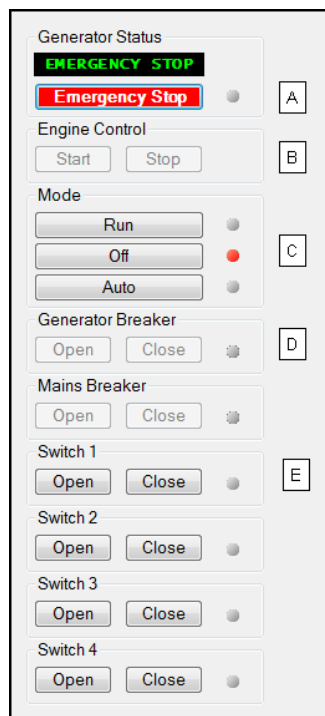 Generator Status
EMERGENCY STOP
Emergency Stop
A
Engine Control
Start Stop
B
Mode
Run
Off
C
Auto
Generator Breaker
Open Close
D
Mains Breaker
Open Close
Switch 1
Open Close
E
Switch 2
Open Close
Switch 3
Open Close
Switch 4
Open Close